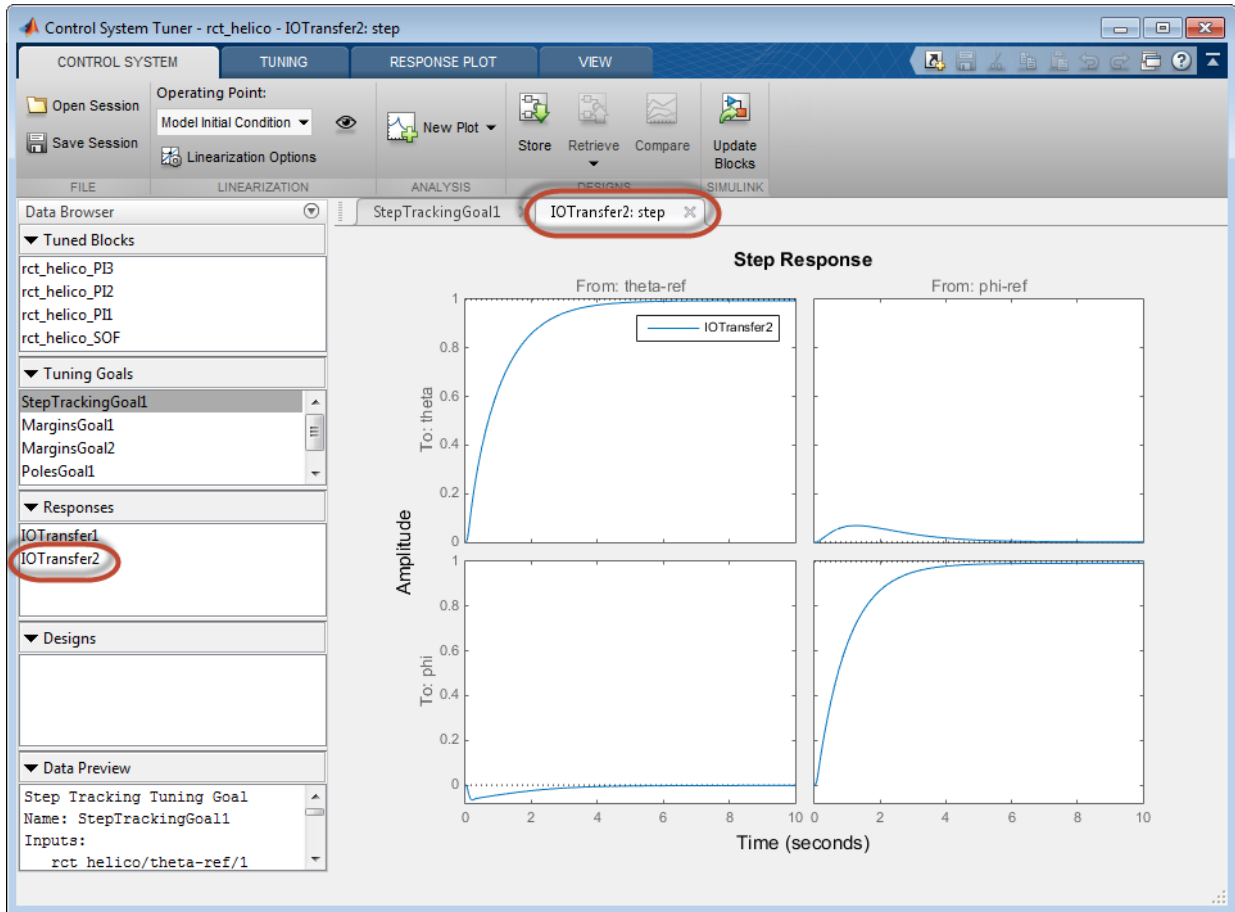 Control System Tuner - rct_helico - IOTransfer2: step
CONTROL SYSTEM TUNING RESPONSE PLOT VIEW
Open Session
Save Session
FILE
Operating Point:
Model Initial Condition
Linearization Options
LINEARIZATION
New Plot
ANALYSIS
Store Retrieve Compare
DESIGNS
Update
Blocks
SIMULINK
Data Browser
Tuned Blocks
rct_helico_PI3
rct_helico_PI2
rct_helico_PI1
rct_helico_SOF
Tuning Goals
StepTrackingGoal1
MarginsGoal1
MarginsGoal2
PolesGoal1
Responses
IOTransfer1
IOTransfer2
Designs
Data Preview
Step Tracking Tuning Goal
Name: StepTrackingGoal1
Inputs:
rct_helico/theta-ref/1
StepTrackingGoal1 IOTransfer2: step
Step Response
From: theta-ref From: phi-ref
IOTransfer2
Amplitude
To: theta
1
0.8
0.6
0.4
0.2
0
To: phi
1
0.8
0.6
0.4
0.2
0
0 2 4 6 8 10 0 2 4 6 8 10
Time (seconds)